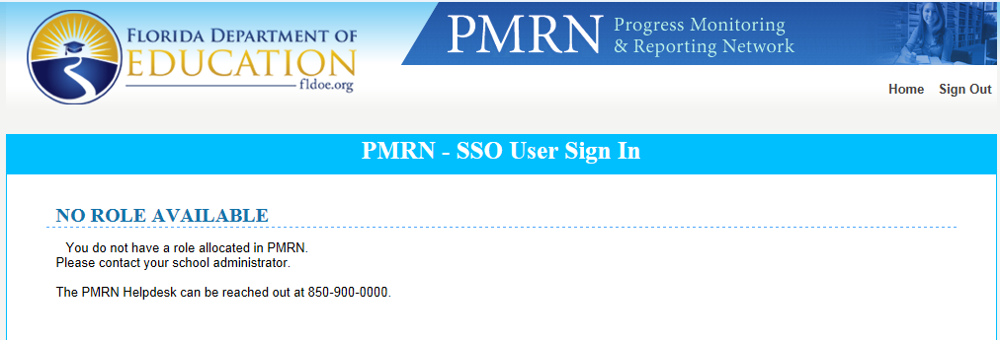 FLORIDA DEPARTMENT OF
EDUCATION
fldoe.org
PMRN Progress Monitoring
& Reporting Network
Home Sign Out
PMRN - SSO User Sign In
NO ROLE AVAILABLE
You do not have a role allocated in PMRN.
Please contact your school administrator.
The PMRN Helpdesk can be reached out at 850-900-0000.